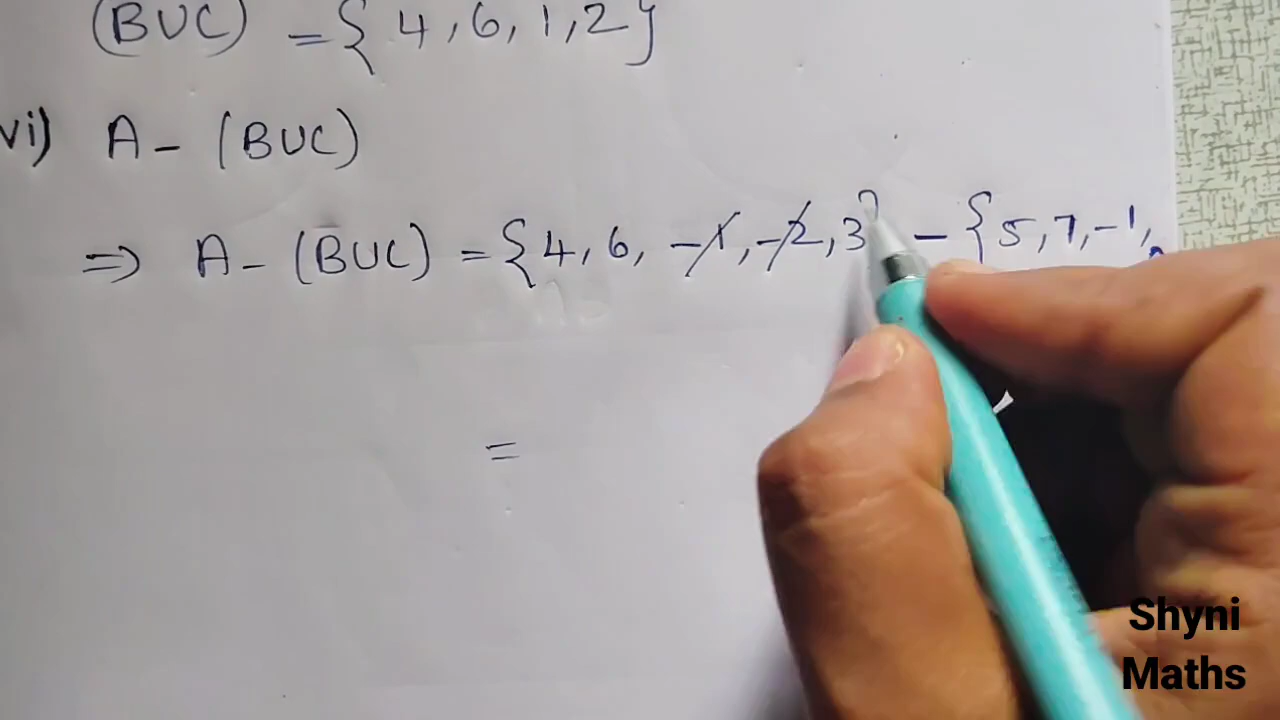 (BUC) = { 4, 6, 1, 2 }
vi) A - (BUC)
⇒ A - (BUC) = { 4, 6, -1, -2, 3 - { 5, 7, -1,
=
Shyni
Maths